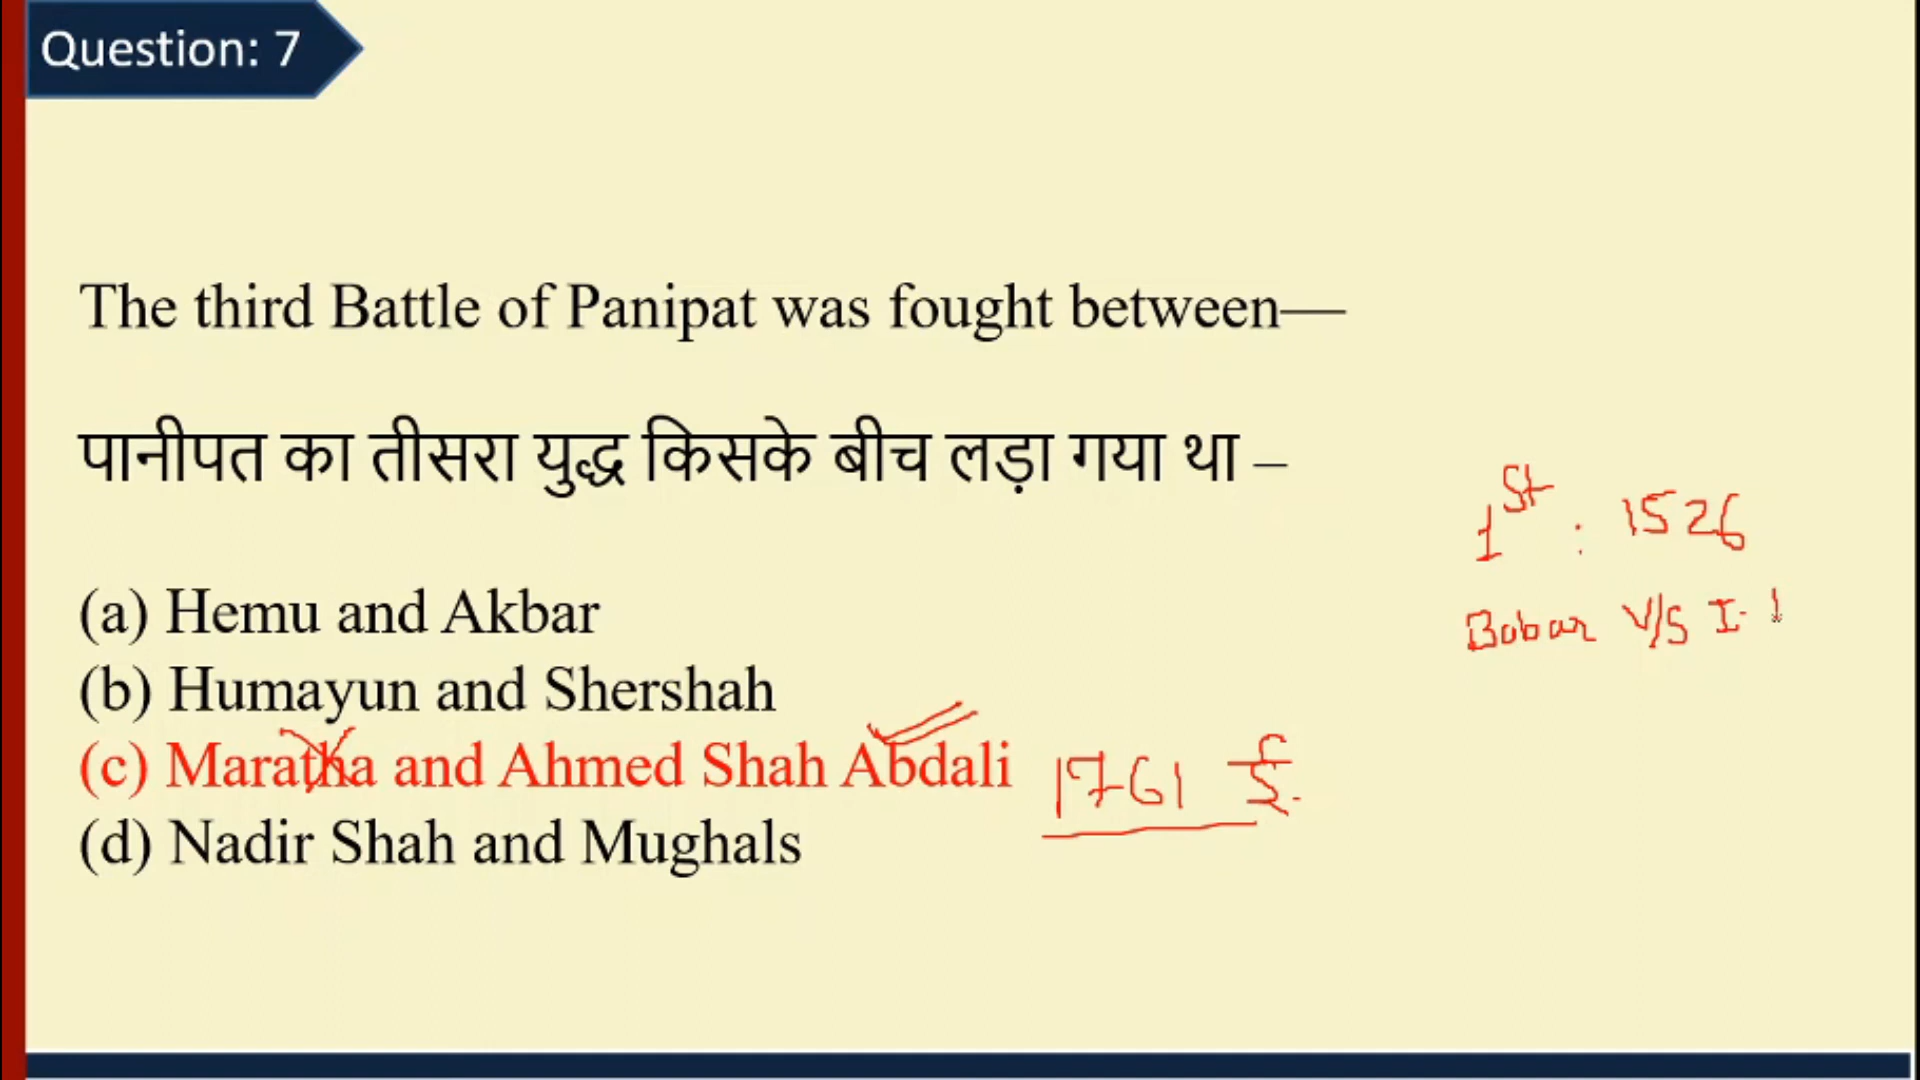 Question: 7
The third Battle of Panipat was fought between—
पानीपत का तीसरा युद्ध किसके बीच लड़ा गया था –
1st : 1526
(a) Hemu and Akbar
Babar V/S I.
(b) Humayun and Shershah
(c) Maratha and Ahmed Shah Abdali 1761 ई.
(d) Nadir Shah and Mughals